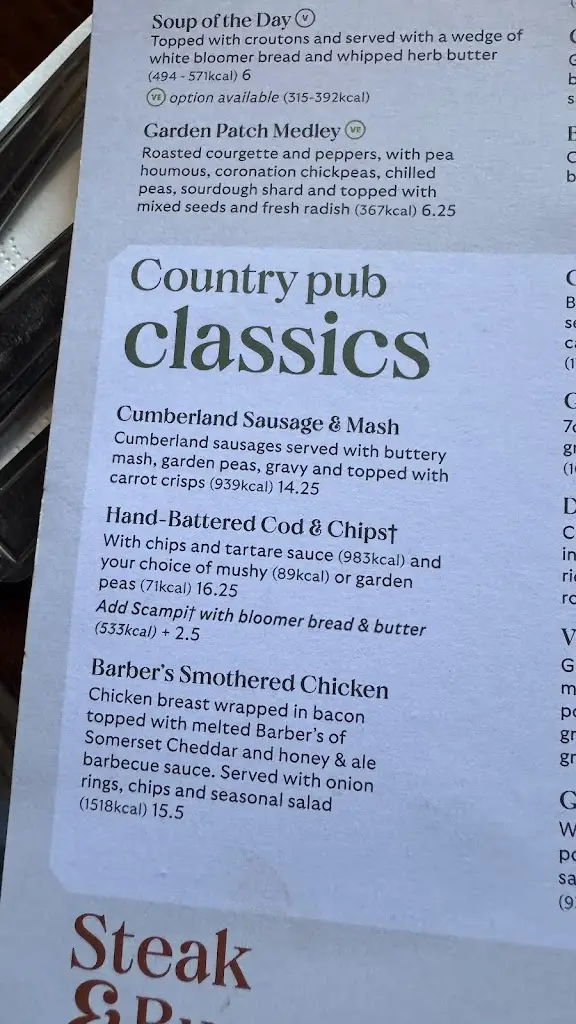 Soup of the Day V
Topped with croutons and served with a wedge of
white bloomer bread and whipped herb butter
(494 - 571kcal) 6
VE option available (315-392kcal)
Garden Patch Medley VE
Roasted courgette and peppers, with pea
houmous, coronation chickpeas, chilled
peas, sourdough shard and topped with
mixed seeds and fresh radish (367kcal) 6.25
Country pub
classics
Cumberland Sausage & Mash
Cumberland sausages served with buttery
mash, garden peas, gravy and topped with
carrot crisps (939kcal) 14.25
Hand-Battered Cod & Chips†
With chips and tartare sauce (983kcal) and
your choice of mushy (89kcal) or garden
peas (71kcal) 16.25
Add Scampi† with bloomer bread & butter
(533kcal) + 2.5
Barber's Smothered Chicken
Chicken breast wrapped in bacon
topped with melted Barber's of
Somerset Cheddar and honey & ale
barbecue sauce. Served with onion
rings, chips and seasonal salad
(1518kcal) 15.5
Steak
&